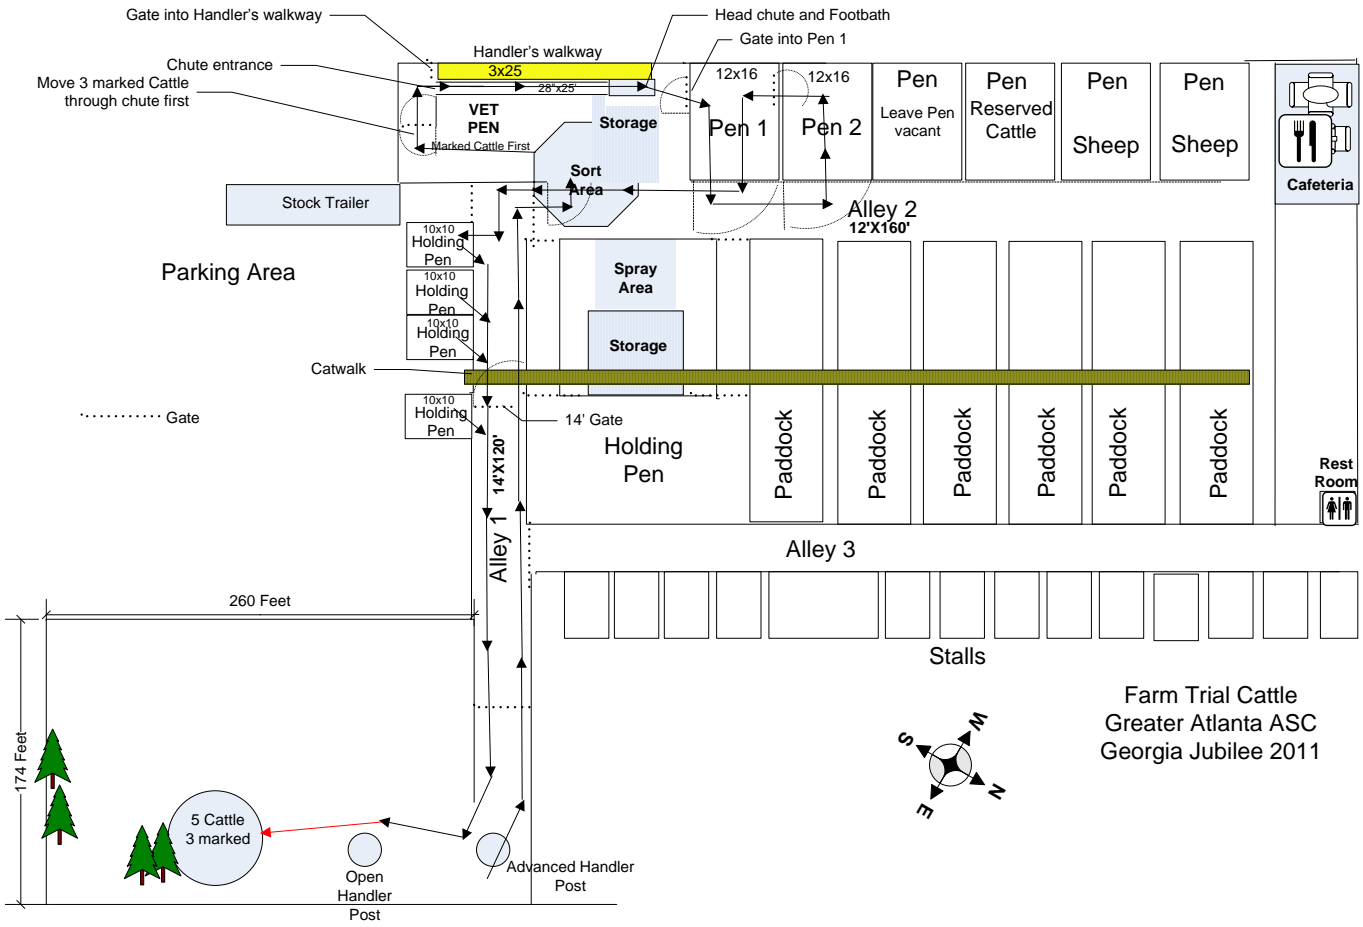 Gate into Handler's walkway
Head chute and Footbath
Gate into Pen 1
Handler's walkway
Chute entrance
3x25
Move 3 marked Cattle
through chute first
28"x25'
VET
PEN
Marked Cattle First
Storage
Sort
Area
12x16
Pen 1
12x16
Pen 2
Pen
Leave Pen
vacant
Pen
Reserved
Cattle
Pen
Sheep
Pen
Sheep
Cafeteria
Stock Trailer
Alley 2
12'X160'
Parking Area
10x10
Holding
Pen
10x10
Holding
Pen
10x10
Holding
Pen
Spray
Area
Storage
Catwalk
Gate
10x10
Holding
Pen
14' Gate
14'X120'
Alley 1
Holding
Pen
Paddock
Paddock
Paddock
Paddock
Paddock
Paddock
Rest
Room
Alley 3
260 Feet
174 Feet
Stalls
W
S
N
E
Farm Trial Cattle
Greater Atlanta ASC
Georgia Jubilee 2011
5 Cattle
3 marked
Open
Handler
Post
Advanced Handler
Post